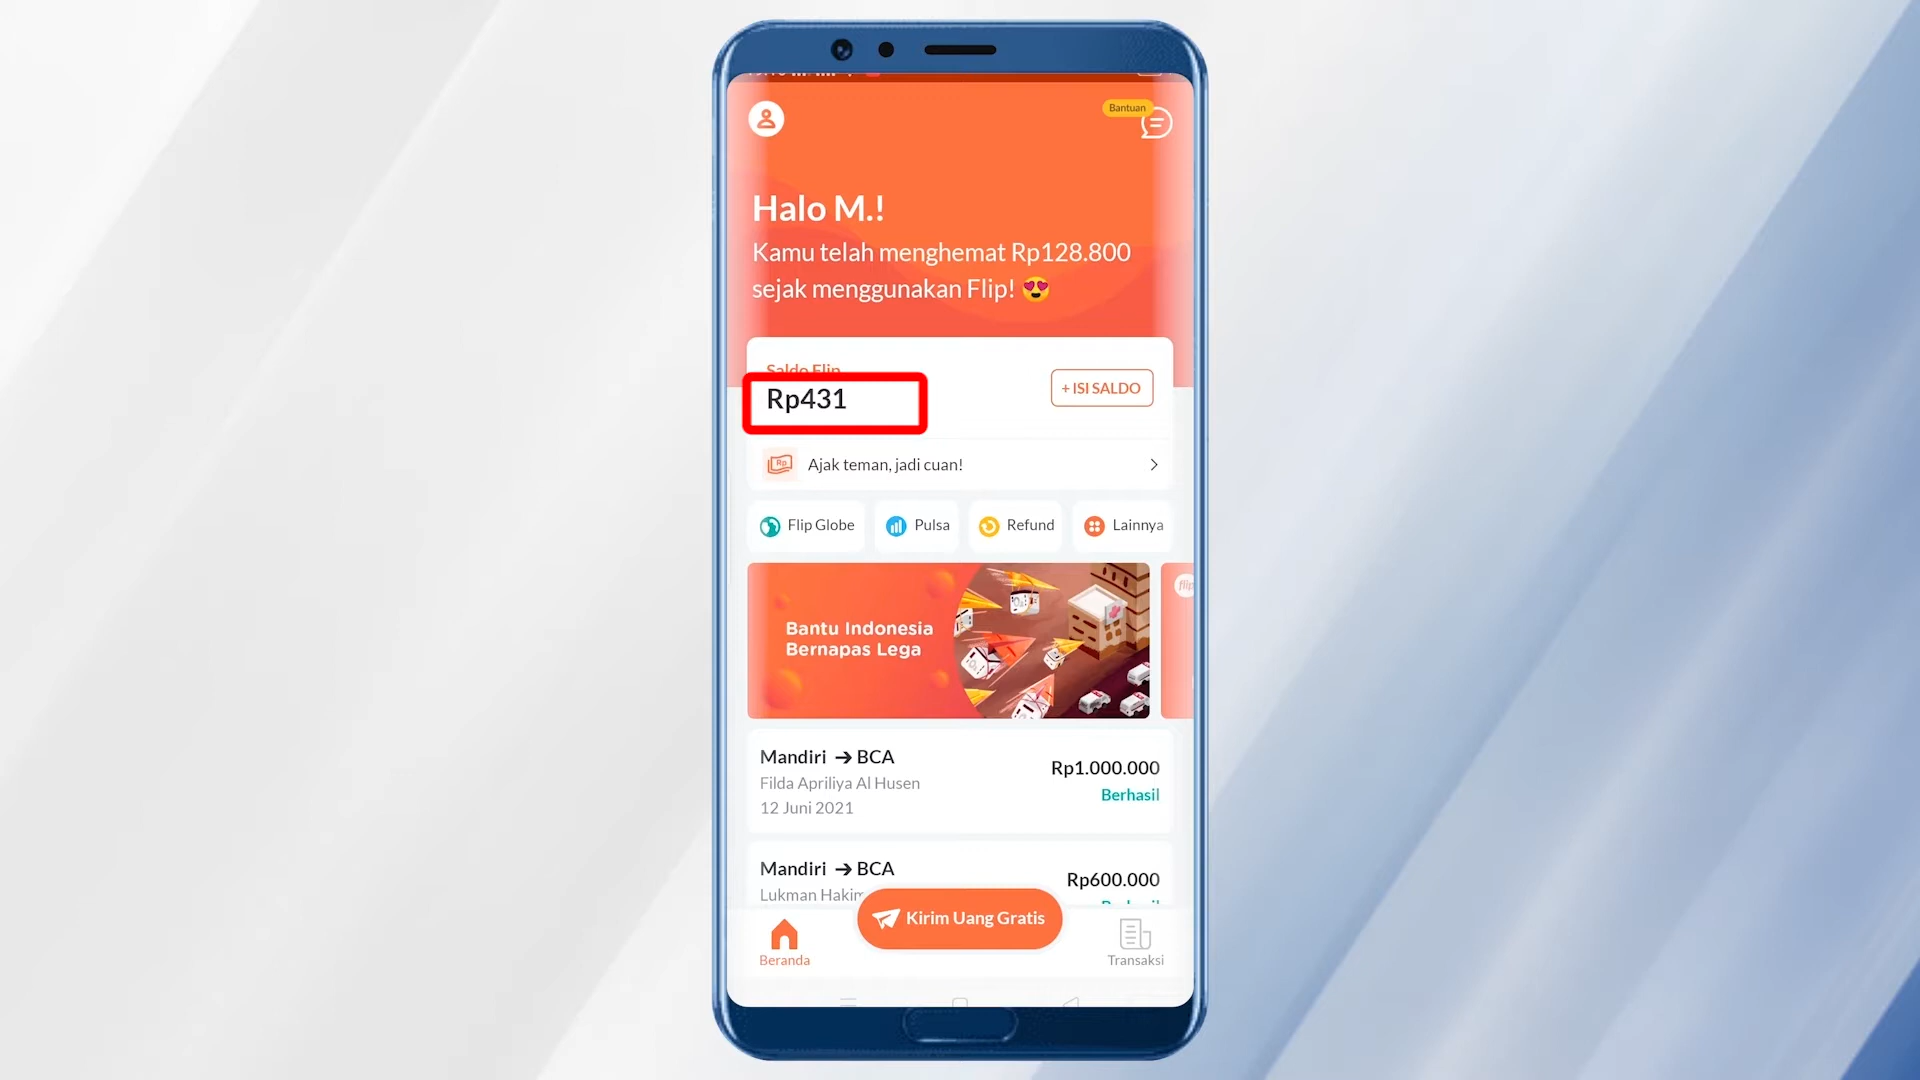 Bantuan
Halo M.!
Kamu telah menghemat Rp128.800
sejak menggunakan Flip! 😍
Saldo Flip
Rp431
+ ISI SALDO
Rp
Ajak teman, jadi cuan!
Flip Globe
Pulsa
Refund
Lainnya
Bantu Indonesia
Bernapas Lega
flip
Mandiri → BCA
Filda Apriliya Al Husen
12 Juni 2021
Rp1.000.000
Berhasil
Mandiri → BCA
Lukman Hakim
Rp600.000
Kirim Uang Gratis
Beranda
Transaksi